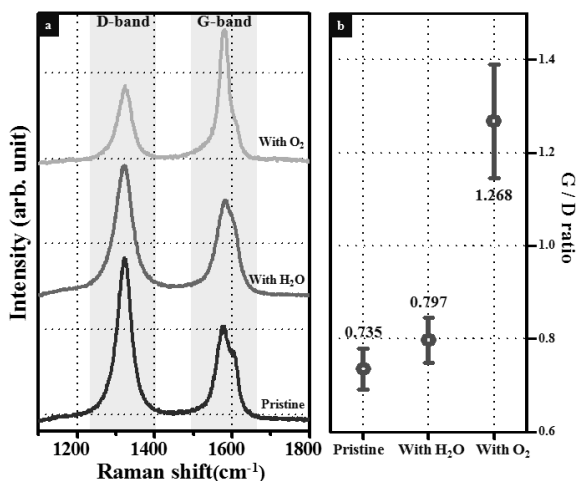 a
D-band
G-band
With O₂
With H₂O
Pristine
Intensity (arb. unit)
1200
1400
1600
1800
Raman shift(cm⁻¹)
b
1.4
1.2
1.0
0.8
0.6
G / D ratio
1.268
0.797
0.735
Pristine
With H₂O
With O₂